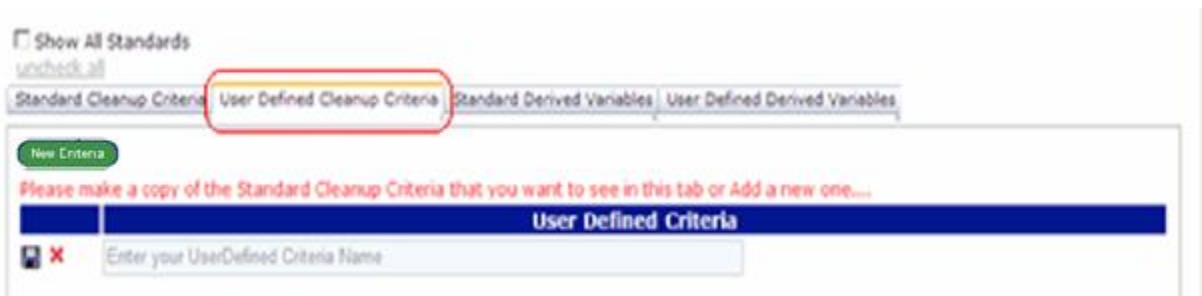 Show All Standards
uncheck all
Standard Cleanup Criteria User Defined Cleanup Criteria Standard Derived Variables User Defined Derived Variables
New Criteria
Please make a copy of the Standard Cleanup Criteria that you want to see in this tab or Add a new one....
User Defined Criteria
Enter your UserDefined Criteria Name